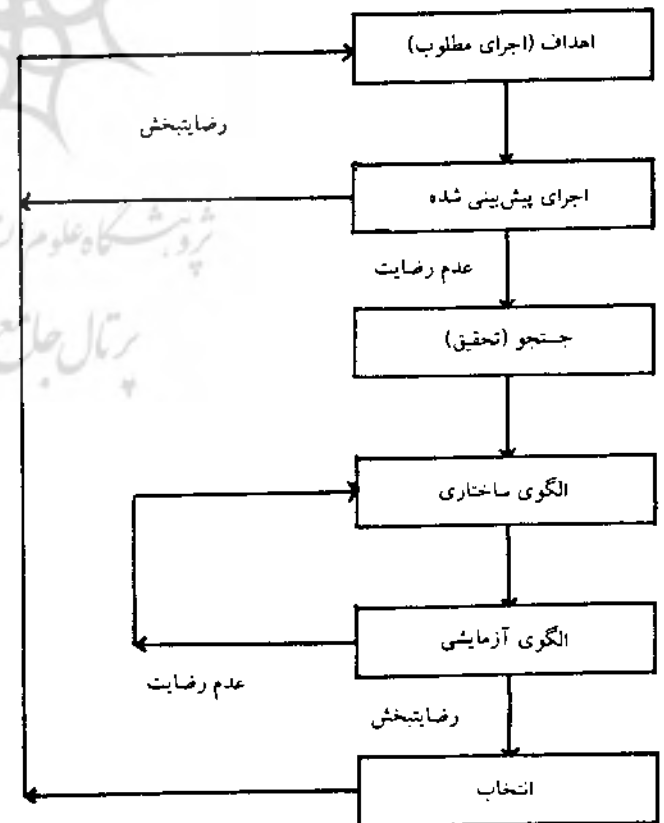 اهداف (اجرای مطلوب)
رضایتبخش
اجرای پیش‌بینی شده
عدم رضایت
جستجو (تحقیق)
الگوی ساختاری
الگوی آزمایشی
عدم رضایت
رضایتبخش
انتخاب